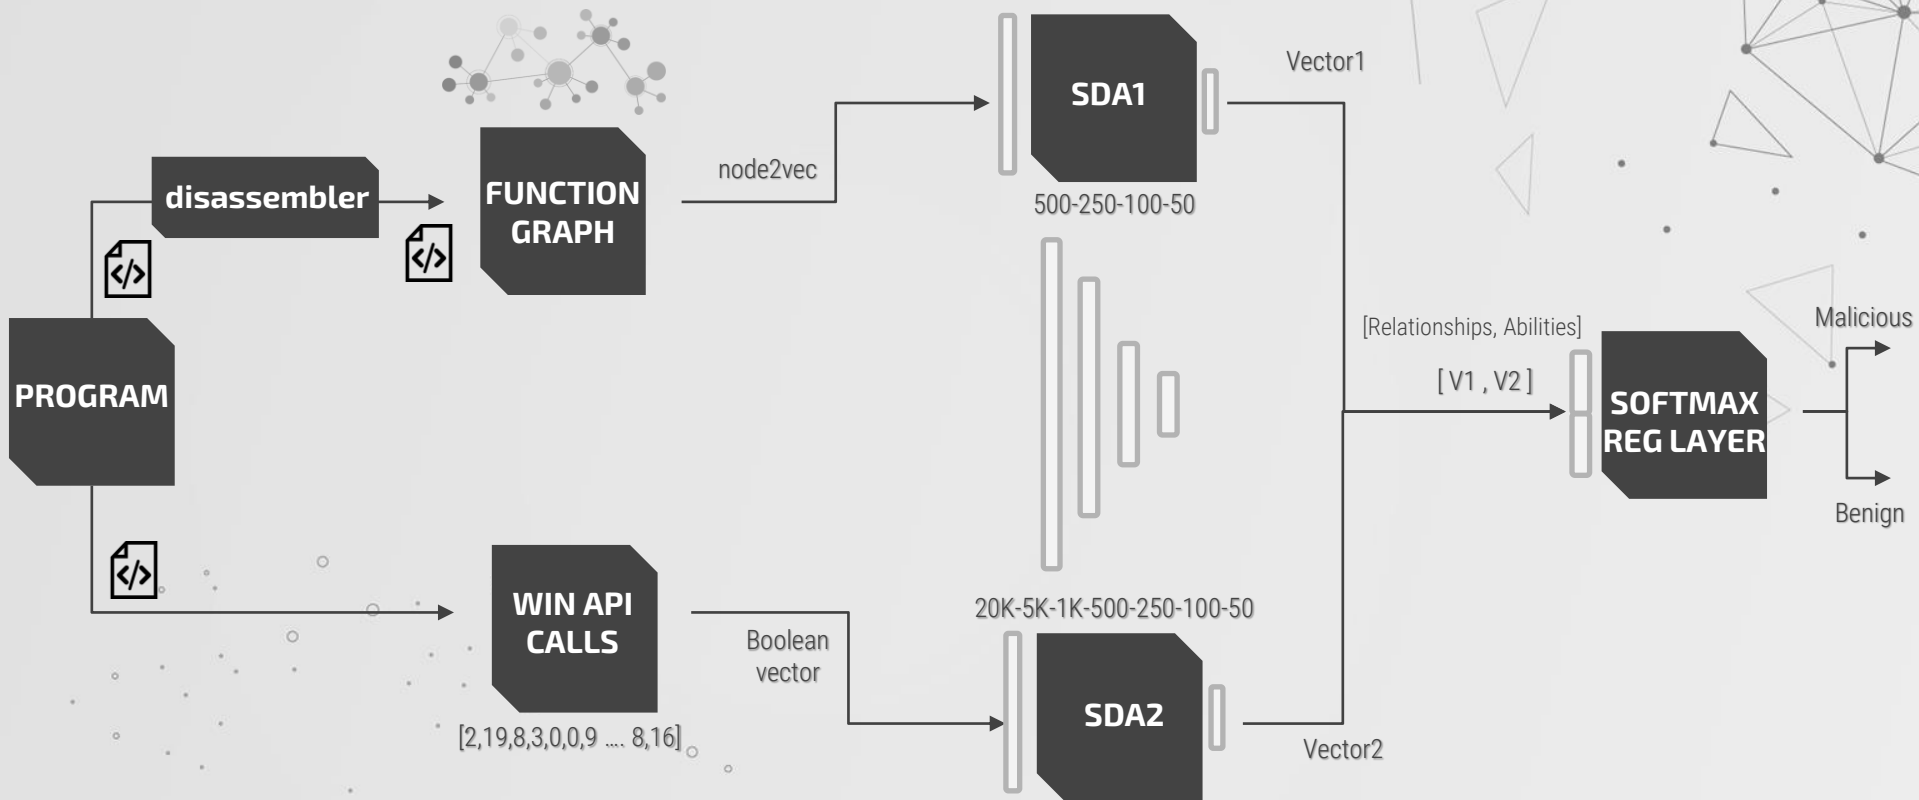 Vector1
SDA1
node2vec
disassembler
FUNCTION
GRAPH
500-250-100-50
</>
</>
PROGRAM
[Relationships, Abilities]
[ V1 , V2 ]
SOFTMAX
REG LAYER
Malicious
Benign
</>
WIN API
CALLS
[2,19,8,3,0,0,9 .... 8,16]
Boolean
vector
20K-5K-1K-500-250-100-50
SDA2
Vector2